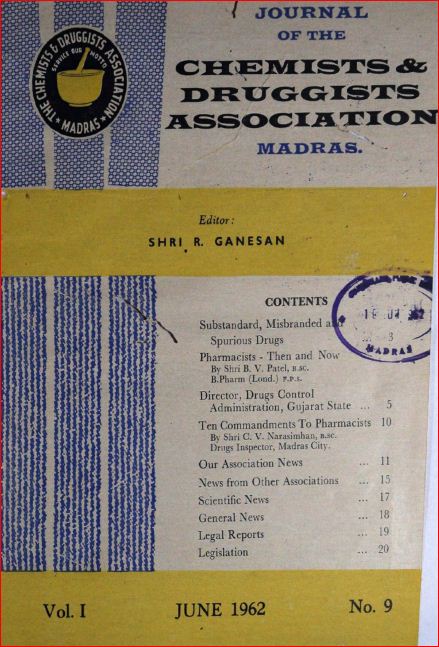 JOURNAL
OF THE
CHEMISTS &
DRUGGISTS
ASSOCIATION
MADRAS.
THE CHEMISTS & DRUGGISTS ASSOCIATION
SERVICE OUR MOTTO
★ MADRAS ★
Editor:
SHRI R. GANESAN
CONTENTS
Substandard, Misbranded and
Spurious Drugs ... 3
Pharmacists - Then and Now
By Shri B. V. Patel, B.SC.
B.Pharm (Lond.) F.P.S.
Director, Drugs Control
Administration, Gujarat State ... 5
Ten Commandments To Pharmacists 10
By Shri C. V. Narasimhan, B.SC.
Drugs Inspector, Madras City.
Our Association News ... 11
News from Other Associations ... 15
Scientific News ... 17
General News ... 18
Legal Reports ... 19
Legislation ... 20
MADRAS
Vol. I JUNE 1962 No. 9